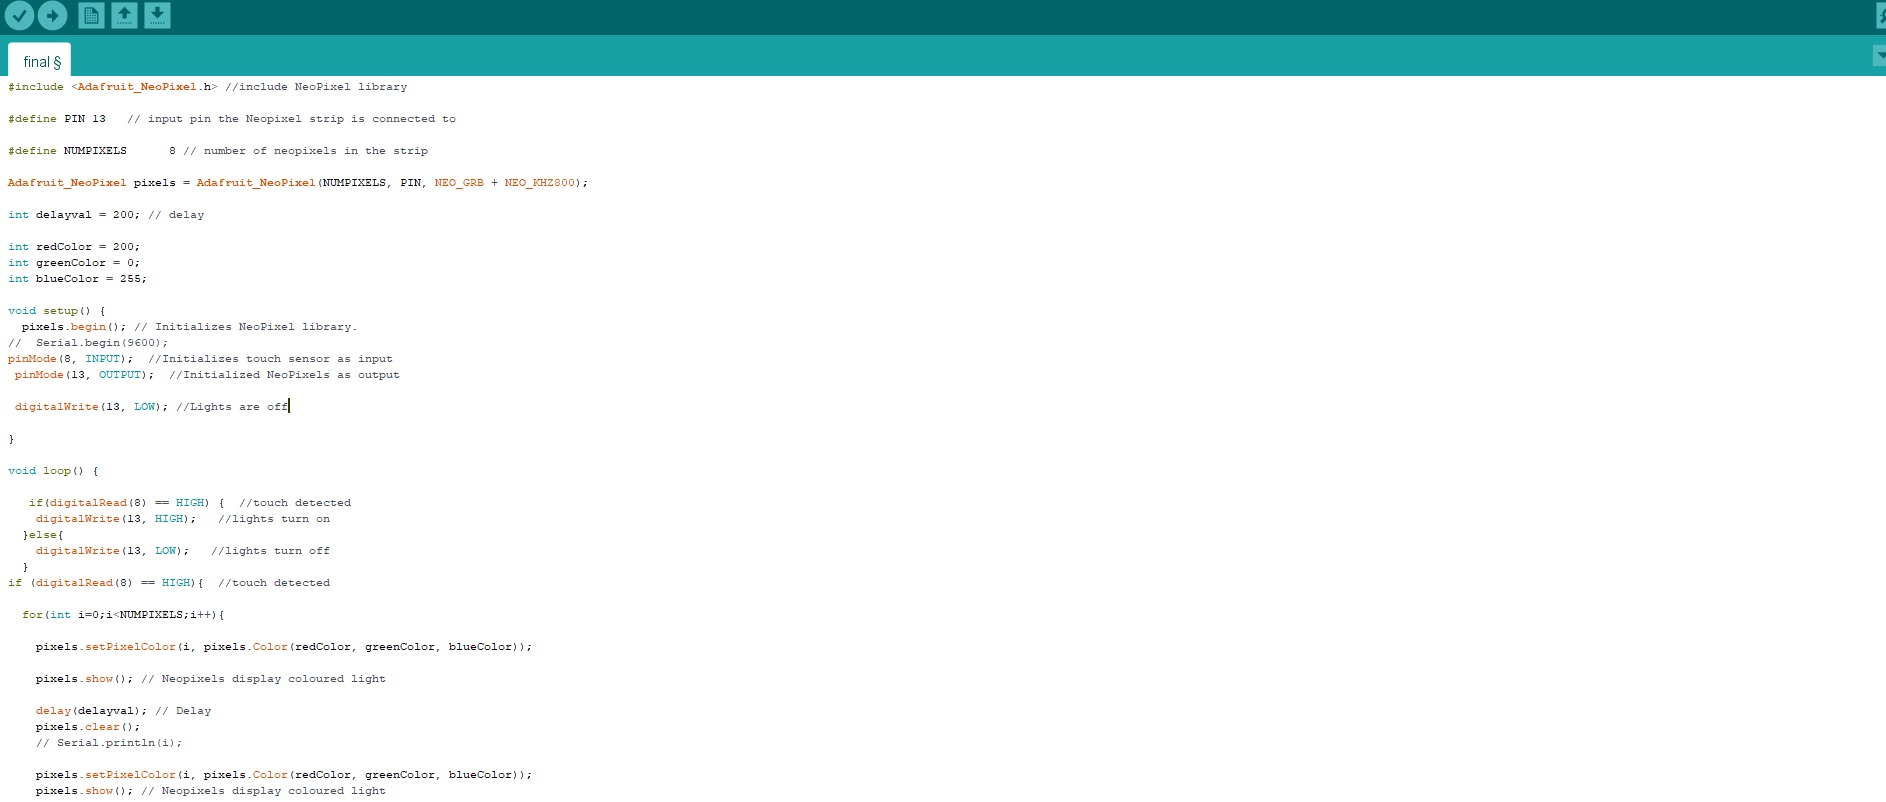 final §
#include <Adafruit_NeoPixel.h> //include NeoPixel library
#define PIN 13   // input pin the Neopixel strip is connected to
#define NUMPIXELS      8 // number of neopixels in the strip
Adafruit_NeoPixel pixels = Adafruit_NeoPixel(NUMPIXELS, PIN, NEO_GRB + NEO_KHZ800);
int delayval = 200; // delay
int redColor = 200;
int greenColor = 0;
int blueColor = 255;
void setup() {
  pixels.begin(); // Initializes NeoPixel library.
//  Serial.begin(9600);
pinMode(8, INPUT);  //Initializes touch sensor as input
 pinMode(13, OUTPUT);  //Initialized NeoPixels as output
 digitalWrite(13, LOW); //Lights are off
}
void loop() {
   if(digitalRead(8) == HIGH) {  //touch detected
    digitalWrite(13, HIGH);   //lights turn on
  }else{
    digitalWrite(13, LOW);   //lights turn off
  }
if (digitalRead(8) == HIGH){  //touch detected
  for(int i=0;i<NUMPIXELS;i++){
    pixels.setPixelColor(i, pixels.Color(redColor, greenColor, blueColor));
    pixels.show(); // Neopixels display coloured light
    delay(delayval); // Delay
    pixels.clear();
    // Serial.println(i);
    pixels.setPixelColor(i, pixels.Color(redColor, greenColor, blueColor));
    pixels.show(); // Neopixels display coloured light